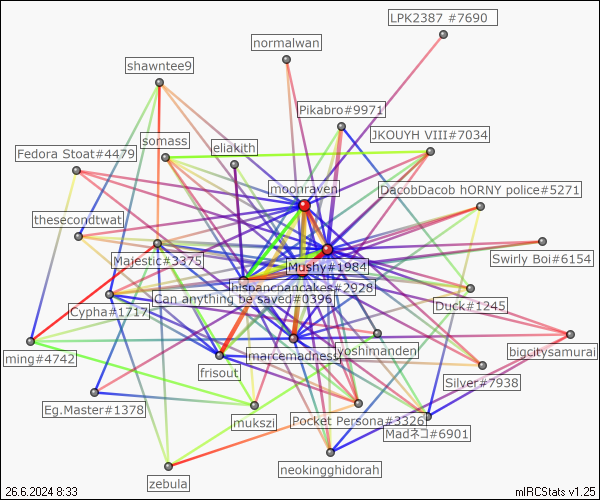 LPK2387 #7690
normalwan
shawntee9
Pikabro#9971
JKOUYH VIII#7034
somass
eliakith
Fedora Stoat#4479
moonraven
DacobDacob hORNY police#5271
thesecondtwat
Majestic#3375
Mushy#1984
Swirly Boi#6154
hispancpancakes#2928
Can anything be saved#0396
Duck#1245
Cypha#1717
ming#4742
marcemadness
yoshimanden
bigcitysamurai
frisout
Silver#7938
Eg.Master#1378
mukszi
Pocket Persona#3326
Madネコ#6901
zebula
neokingghidorah
26.6.2024 8:33
mIRCStats v1.25